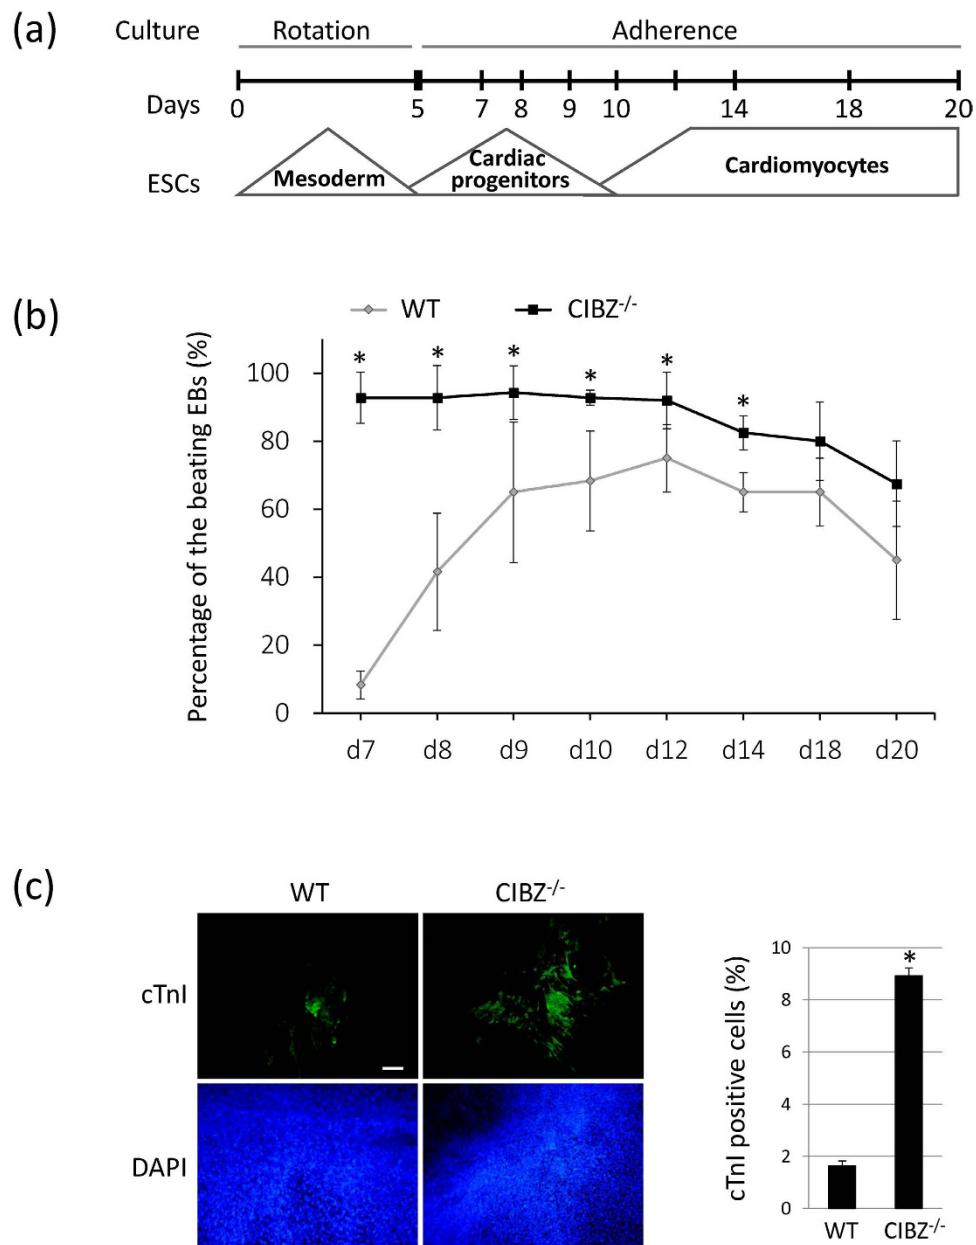 (a)
Culture Rotation Adherence
Days 0 5 7 8 9 10 14 18 20
ESCs Mesoderm Cardiac progenitors Cardiomyocytes
(b)
WT CIBZ-/-
Percentage of the beating EBs (%)
100
80
60
40
20
0
* * * * * *
d7 d8 d9 d10 d12 d14 d18 d20
(c)
WT CIBZ-/-
cTnI
DAPI
cTnI positive cells (%)
10
8
6
4
2
0
*
WT CIBZ-/-